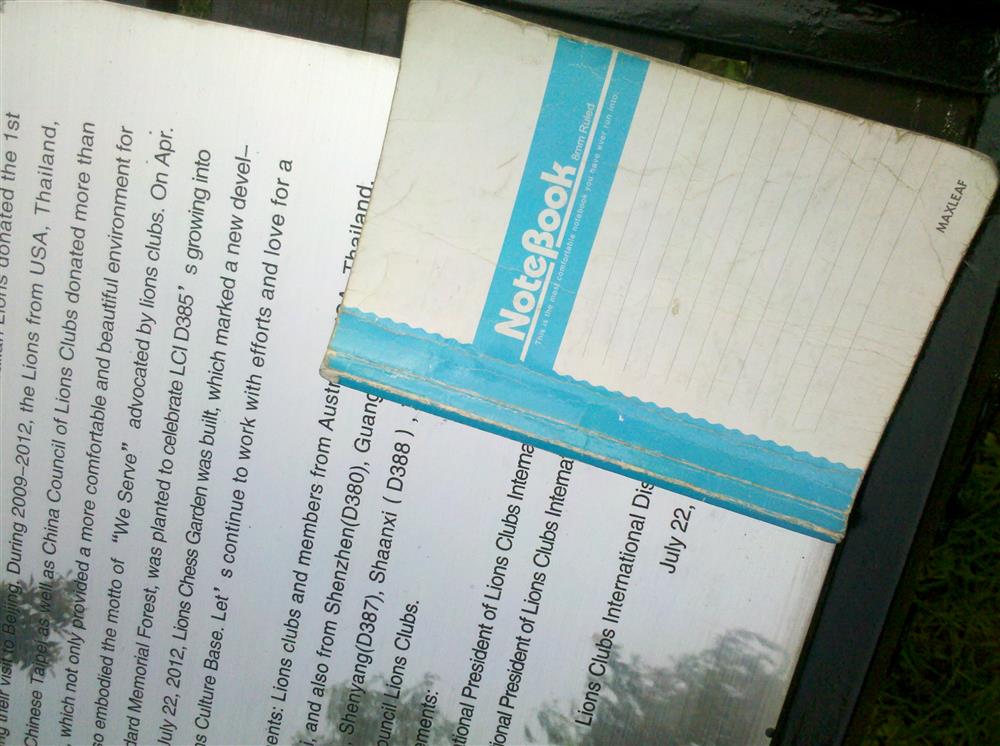 Lions donated the 1st
their visit to Beijing. During 2009–2012, the Lions from USA, Thailand,
Chinese Taipei as well as China Council of Lions Clubs donated more than
, which not only provided a more comfortable and beautiful environment for
so embodied the motto of “We Serve” advocated by lions clubs. On Apr.
dard Memorial Forest, was planted to celebrate LCI D385’s growing into
July 22, 2012, Lions Chess Garden was built, which marked a new devel–
ns Culture Base. Let’s continue to work with efforts and love for a
ents: Lions clubs and members from Austr Thailand,
i, and also from Shenzhen(D380), Guang
, Shenyang(D387), Shaanxi ( D388 ) ,
ouncil Lions Clubs.
ements:
tional President of Lions Clubs Interna
ional President of Lions Clubs Interna
Lions Clubs International Dis
July 22,
NoteBook
8mm Ruled
This is the most comfortable notebook you have ever run into.
MAXLEAF